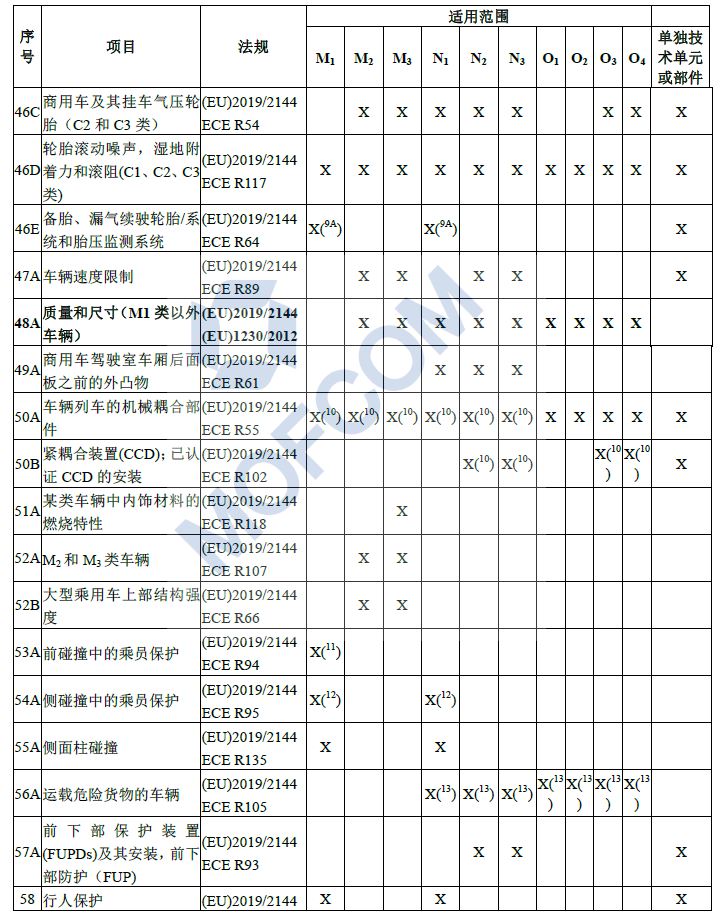 序号 项目 法规 适用范围 单独技术单元或部件
M1 M2 M3 N1 N2 N3 O1 O2 O3 O4
46C 商用车及其挂车气压轮 (EU)2019/2144
胎（C2 和 C3 类） ECE R54 X X X X X X X X
轮胎滚动噪声，湿地附
46D 着力和滚阻(C1、C2、C3 (EU)2019/2144 X X X X X X X X X X X
类) ECE R117
46E 备胎、漏气续驶轮胎/系 (EU)2019/2144 X(9A) X(9A) X
统和胎压监测系统 ECE R64
47A 车辆速度限制 (EU)2019/2144 X X X X X
ECE R89
48A 质量和尺寸（M1 类以外 (EU)2019/2144 X X X X X X X X X
车辆） (EU)1230/2012
49A 商用车驾驶室车厢后面 (EU)2019/2144 X X X
板之前的外凸物 ECE R61
50A 车辆列车的机械耦合部 (EU)2019/2144 X(10) X(10) X(10) X(10) X(10) X(10) X X X X X
件 ECE R55
50B 紧耦合装置(CCD)；已认 (EU)2019/2144 X(10) X(10) X(10) X(10) X
证 CCD 的安装 ECE R102
51A 某类车辆中内饰材料的 (EU)2019/2144 X
燃烧特性 ECE R118
52A M2 和 M3 类车辆 (EU)2019/2144 X X
ECE R107
52B 大型乘用车上部结构强 (EU)2019/2144 X X
度 ECE R66
53A 前碰撞中的乘员保护 (EU)2019/2144 X(11)
ECE R94
54A 侧碰撞中的乘员保护 (EU)2019/2144 X(12) X(12)
ECE R95
55A 侧面柱碰撞 (EU)2019/2144 X X
ECE R135
56A 运载危险货物的车辆 (EU)2019/2144 X(13) X(13) X(13) X(13) X(13) X(13) X(13)
ECE R105
前下部保护装置
57A (FUPDs)及其安装，前下 (EU)2019/2144 X X X
部防护（FUP） ECE R93
58 行人保护 (EU)2019/2144 X X X
MOFCOM